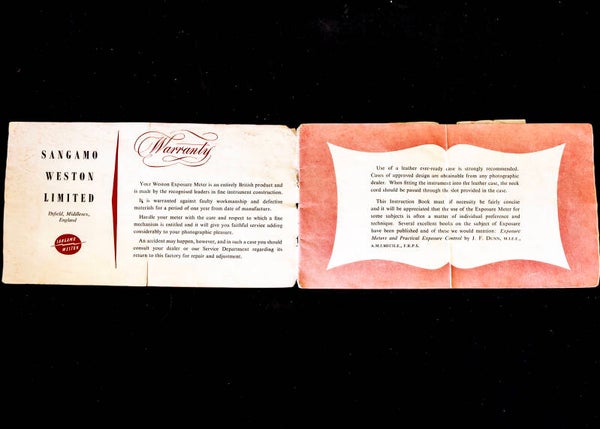 SANGAMO
WESTON
LIMITED
Enfield, Middlesex,
England
SANGAMO
WESTON
Warranty
Your Weston Exposure Meter is an entirely British product and
is made by the recognised leaders in fine instrument construction.
It is warranted against faulty workmanship and defective
materials for a period of one year from date of manufacture.
Handle your meter with the care and respect to which a fine
mechanism is entitled and it will give you faithful service adding
considerably to your photographic pleasure.
An accident may happen, however, and in such a case you should
consult your dealer or our Service Department regarding its
return to this factory for repair and adjustment.
Use of a leather ever-ready case is strongly recommended.
Cases of approved design are obtainable from any photographic
dealer. When fitting the instrument into the leather case, the neck
cord should be passed through the slot provided in the case.
This Instruction Book must if necessity be fairly concise
and it will be appreciated that the use of the Exposure Meter for
some subjects is often a matter of individual preference and
technique. Several excellent books on the subject of Exposure
have been published and of these we would mention: Exposure
Meters and Practical Exposure Control by J. F. DUNN,
F.R.P.S.